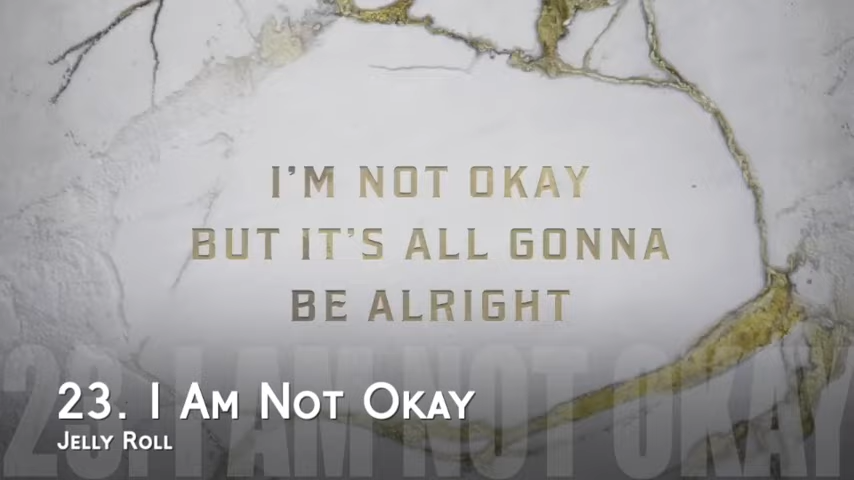 I'M NOT OKAY
BUT IT'S ALL GONNA
BE ALRIGHT
23. I AM NOT OKAY
23. I Am Not Okay
Jelly Roll